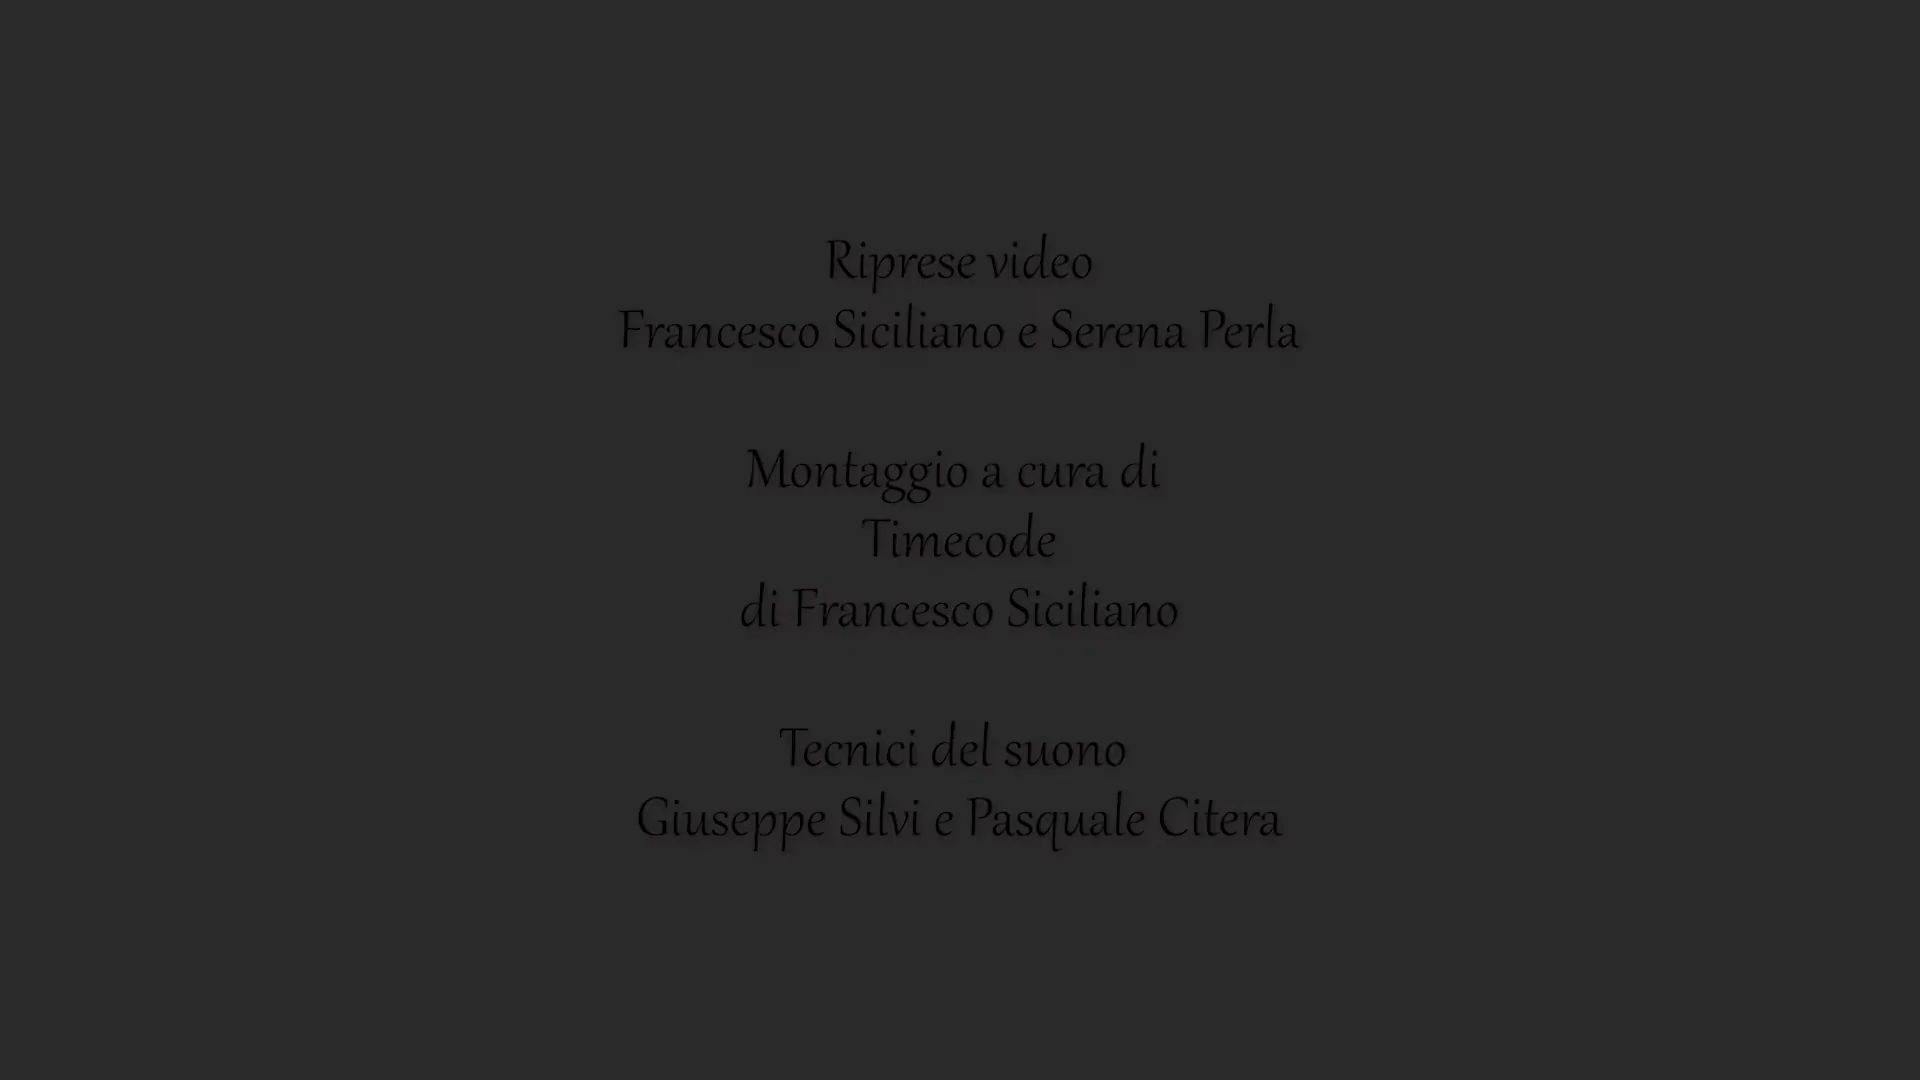 Riprese video
Francesco Siciliano e Serena Perla
Montaggio a cura di
Timecode
di Francesco Siciliano
Tecnici del suono
Giuseppe Silvi e Pasquale Citera